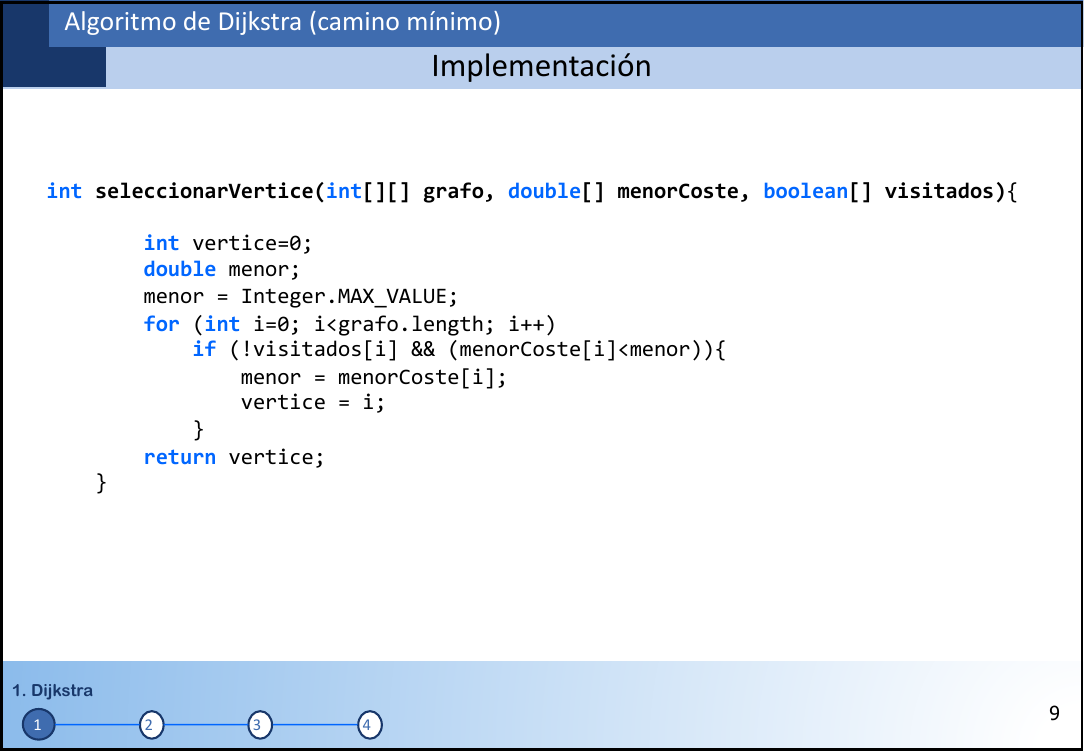 Algoritmo de Dijkstra (camino mínimo)
Implementación
int seleccionarVertice(int[][] grafo, double[] menorCoste, boolean[] visitados){
int vertice=0;
double menor;
menor = Integer.MAX_VALUE;
for (int i=0; i<grafo.length; i++)
if (!visitados[i] && (menorCoste[i]<menor)){
menor = menorCoste[i];
vertice = i;
}
return vertice;
}
1. Dijkstra
1 2 3 4
9